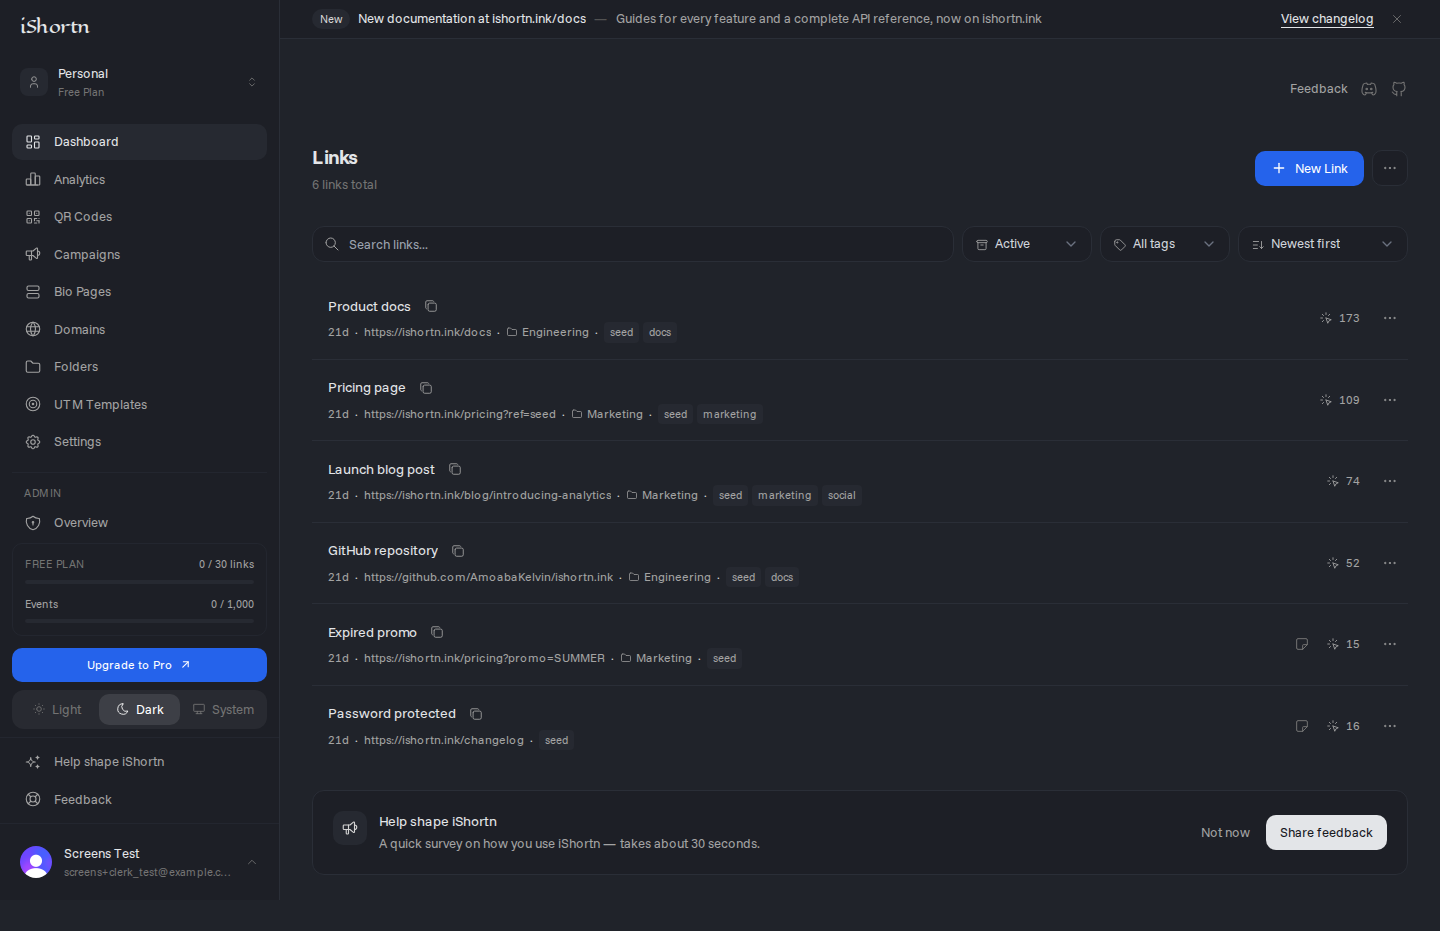 iShortn
Personal
Free Plan
Dashboard
Analytics
QR Codes
Campaigns
Bio Pages
Domains
Folders
UTM Templates
Settings
ADMIN
Overview
FREE PLAN 0 / 30 links
Events 0 / 1,000
Upgrade to Pro
Light Dark System
Help shape iShortn
Feedback
Screens Test
screens+clerk_test@example.c...
New New documentation at ishortn.ink/docs — Guides for every feature and a complete API reference, now on ishortn.ink View changelog
Feedback
Links
6 links total
New Link
Search links...
Active
All tags
Newest first
Product docs
21d · https://ishortn.ink/docs · Engineering · seed docs
173
Pricing page
21d · https://ishortn.ink/pricing?ref=seed · Marketing · seed marketing
109
Launch blog post
21d · https://ishortn.ink/blog/introducing-analytics · Marketing · seed marketing social
74
GitHub repository
21d · https://github.com/AmoabaKelvin/ishortn.ink · Engineering · seed docs
52
Expired promo
21d · https://ishortn.ink/pricing?promo=SUMMER · Marketing · seed
15
Password protected
21d · https://ishortn.ink/changelog · seed
16
Help shape iShortn
A quick survey on how you use iShortn — takes about 30 seconds.
Not now
Share feedback